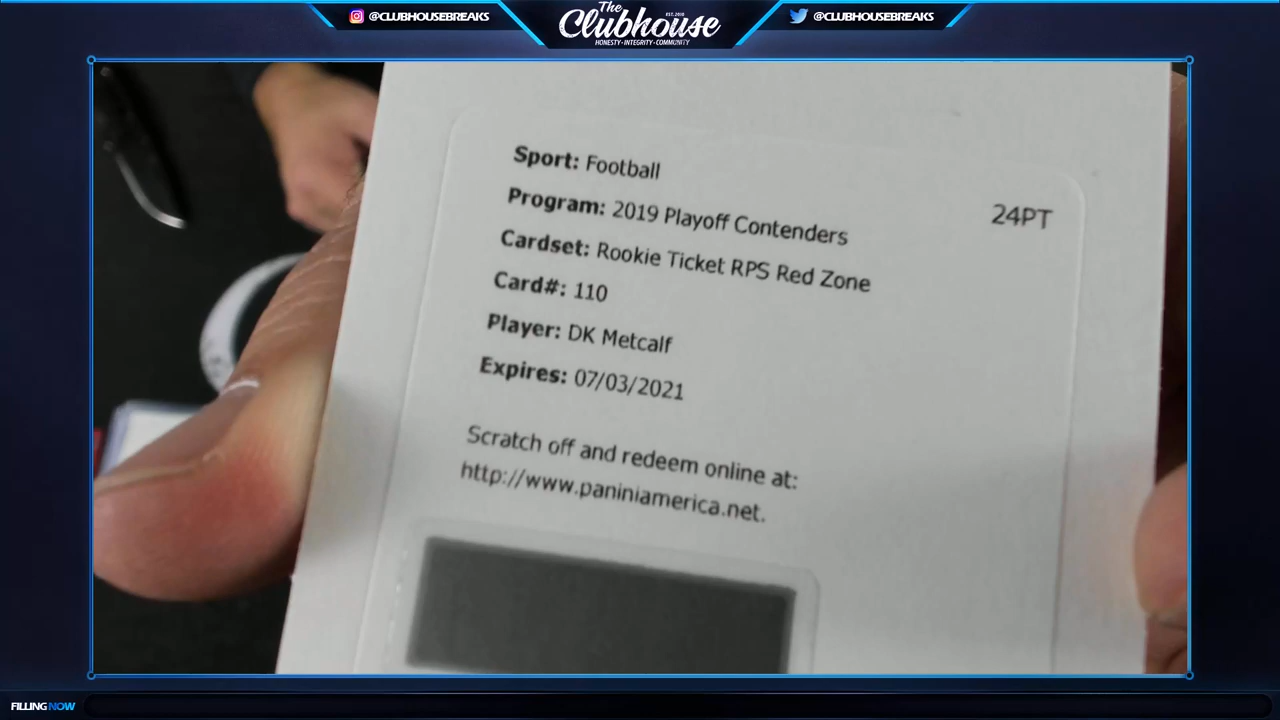 @CLUBHOUSEBREAKS
The
EST. 2018
Clubhouse
HONESTY • INTEGRITY • COMMUNITY
@CLUBHOUSEBREAKS
Sport: Football
24PT
Program: 2019 Playoff Contenders
Cardset: Rookie Ticket RPS Red Zone
Card#: 110
Player: DK Metcalf
Expires: 07/03/2021
Scratch off and redeem online at:
http://www.paniniamerica.net.
FILLING NOW